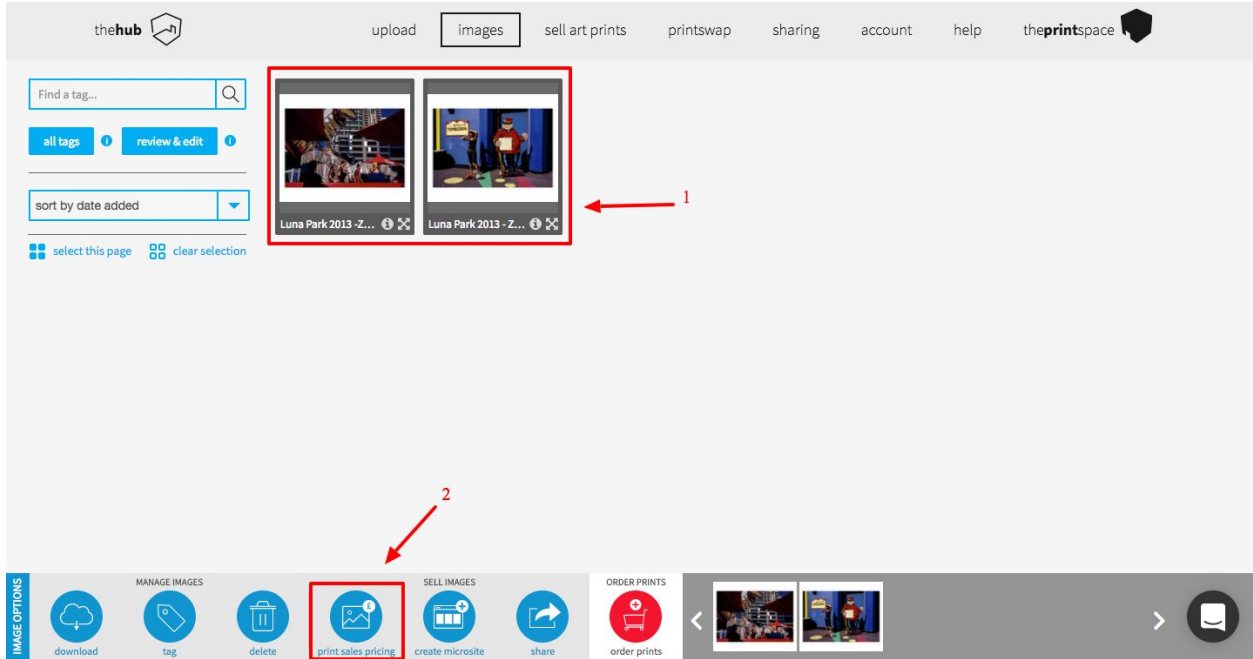 thehub
upload images sell art prints printswap sharing account help theprintspace
Find a tag...
all tags review & edit
sort by date added
select this page clear selection
Luna Park 2013 -Z...
Luna Park 2013 - Z...
1
2
IMAGE OPTIONS
MANAGE IMAGES
download tag delete
SELL IMAGES
£
print sales pricing create microsite share
ORDER PRINTS
order prints